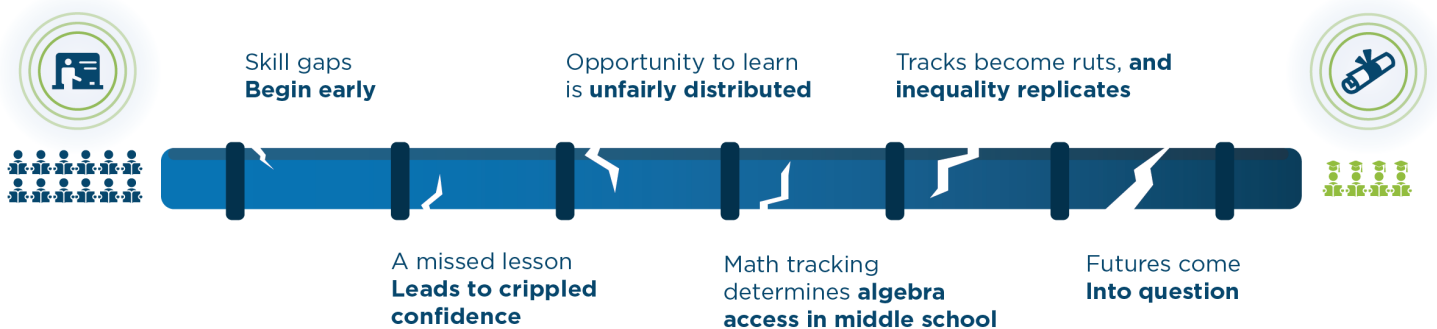 Skill gaps
Begin early
Opportunity to learn
is unfairly distributed
Tracks become ruts, and
inequality replicates
A missed lesson
Leads to crippled
confidence
Math tracking
determines algebra
access in middle school
Futures come
Into question